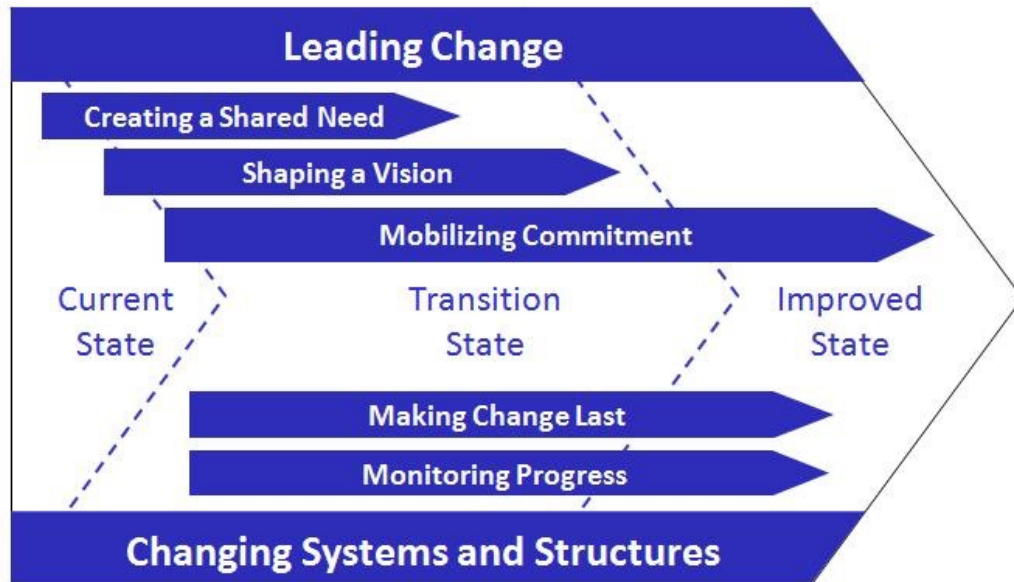 Leading Change
Creating a Shared Need
Shaping a Vision
Mobilizing Commitment
Current
State
Transition
State
Improved
State
Making Change Last
Monitoring Progress
Changing Systems and Structures